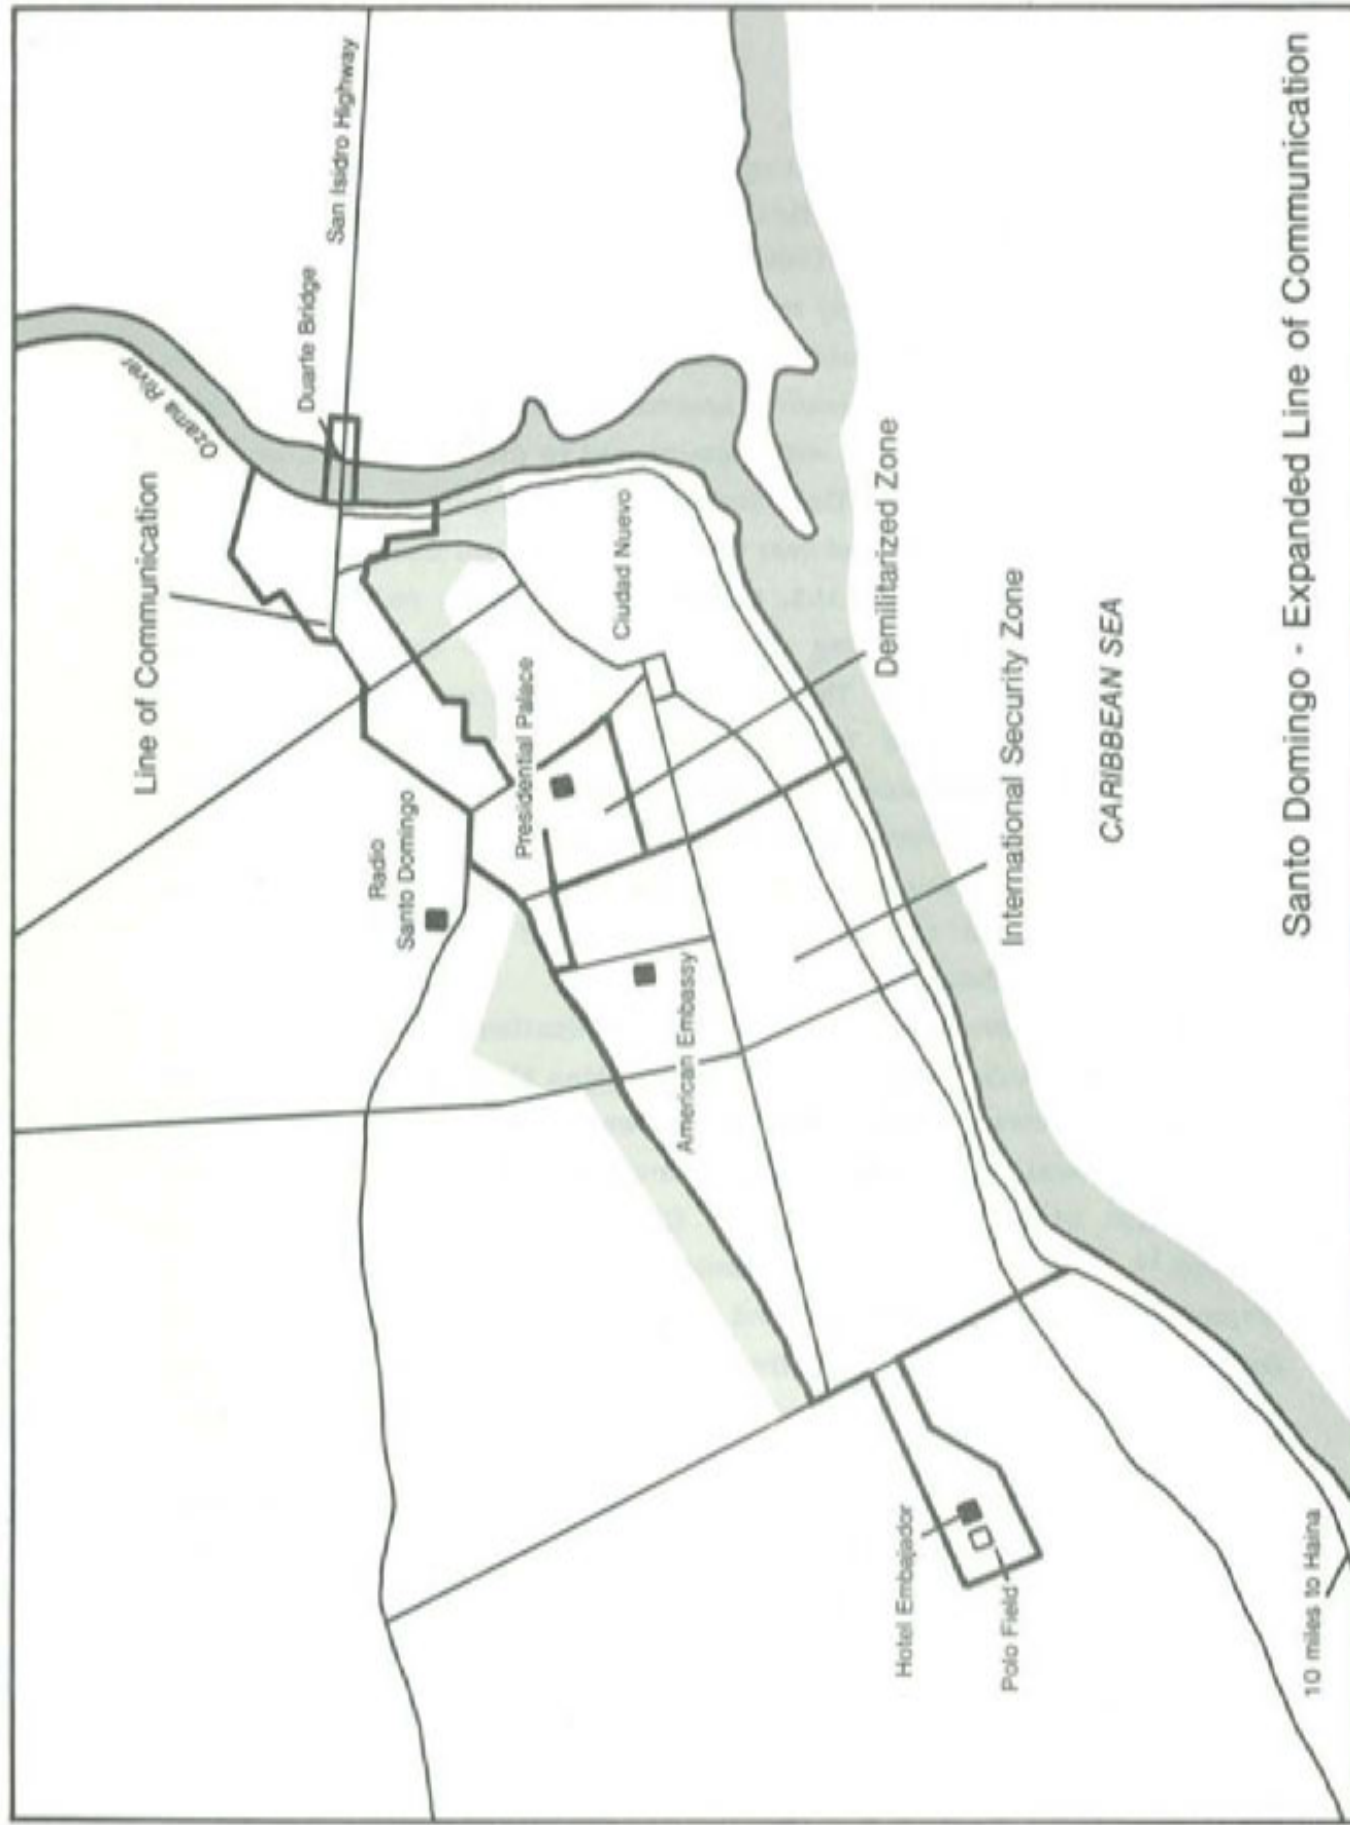 Ozama River
San Isidro Highway
Duarte Bridge
Line of Communication
Radio
Santo Domingo
Presidential Palace
Ciudad Nuevo
Demilitarized Zone
American Embassy
International Security Zone
CARIBBEAN SEA
Hotel Embajador
Polo Field
10 miles to Haina
Santo Domingo - Expanded Line of Communication